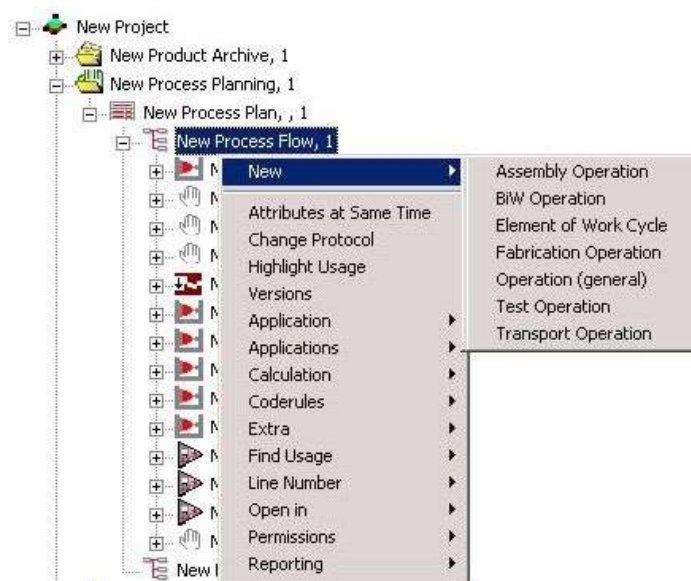 New Project
New Product Archive, 1
New Process Planning, 1
New Process Plan, , 1
New Process Flow, 1
New
Attributes at Same Time
Change Protocol
Highlight Usage
Versions
Application
Applications
Calculation
Coderules
Extra
Find Usage
Line Number
Open in
Permissions
Reporting
Assembly Operation
BiW Operation
Element of Work Cycle
Fabrication Operation
Operation (general)
Test Operation
Transport Operation
New